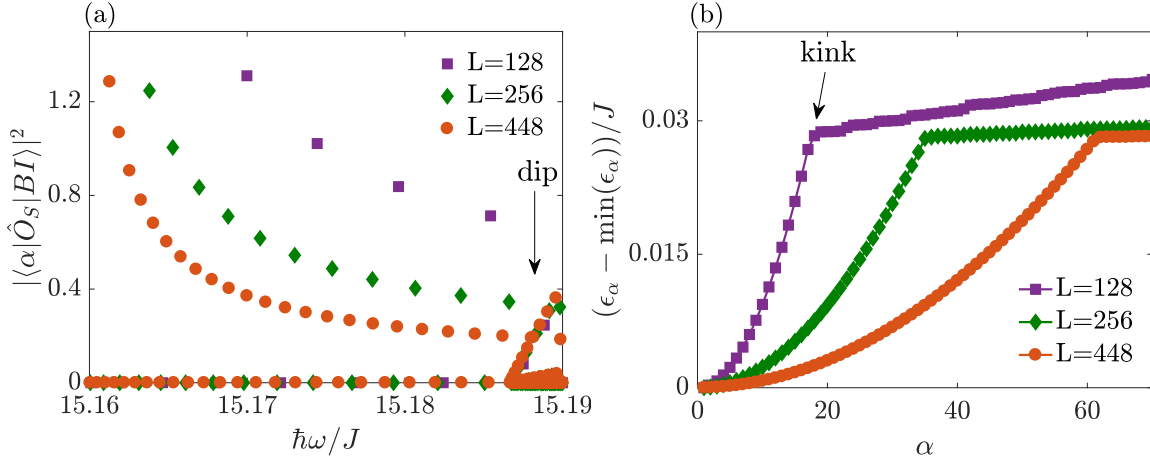 (a)
L=128
L=256
L=448
dip
1.2
0.8
0.4
0
15.16
15.17
15.18
15.19
|⟨α|Ô_S|BI⟩|²
ħω/J
(b)
kink
0.03
0.015
0
0
20
40
60
(ϵ_α − min(ϵ_α))/J
α
L=128
L=256
L=448